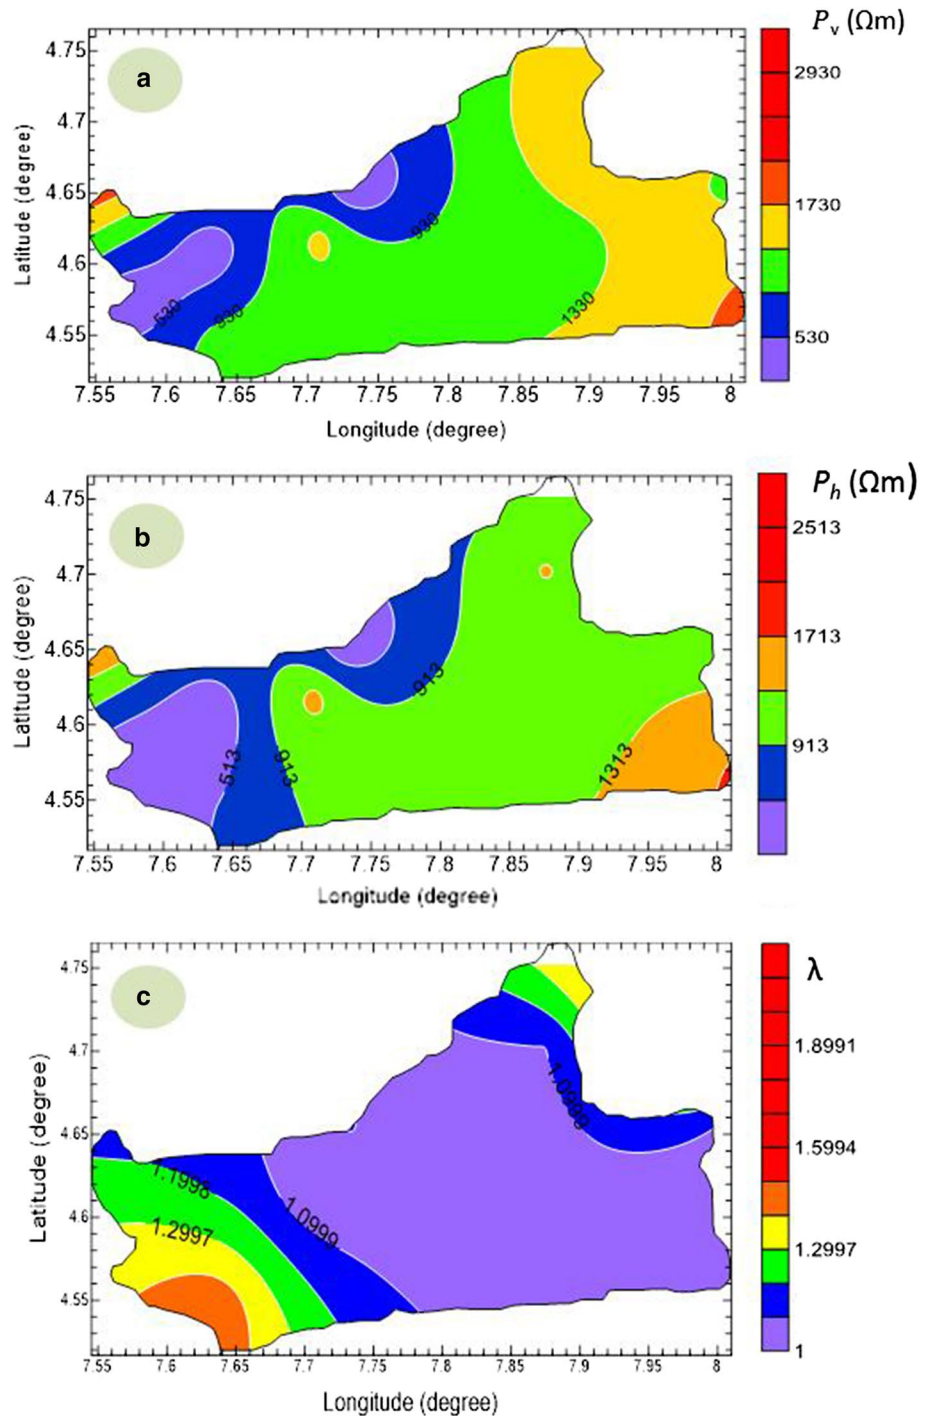 a
Pv (Ωm)
4.75
4.7
4.65
4.6
4.55
Latitude (degree)
530
930
930
1330
2930
1730
530
7.55 7.6 7.65 7.7 7.75 7.8 7.85 7.9 7.95 8
Longitude (degree)
b
Ph (Ωm)
4.75
4.7
4.65
4.6
4.55
Latitude (degree)
513
913
913
1313
2513
1713
913
7.55 7.6 7.65 7.7 7.75 7.8 7.85 7.9 7.95 8
Longitude (degree)
c
λ
4.75
4.7
4.65
4.6
4.55
Latitude (degree)
1.1998
1.2997
1.0999
1.0999
1.8991
1.5994
1.2997
1
7.55 7.6 7.65 7.7 7.75 7.8 7.85 7.9 7.95 8
Longitude (degree)